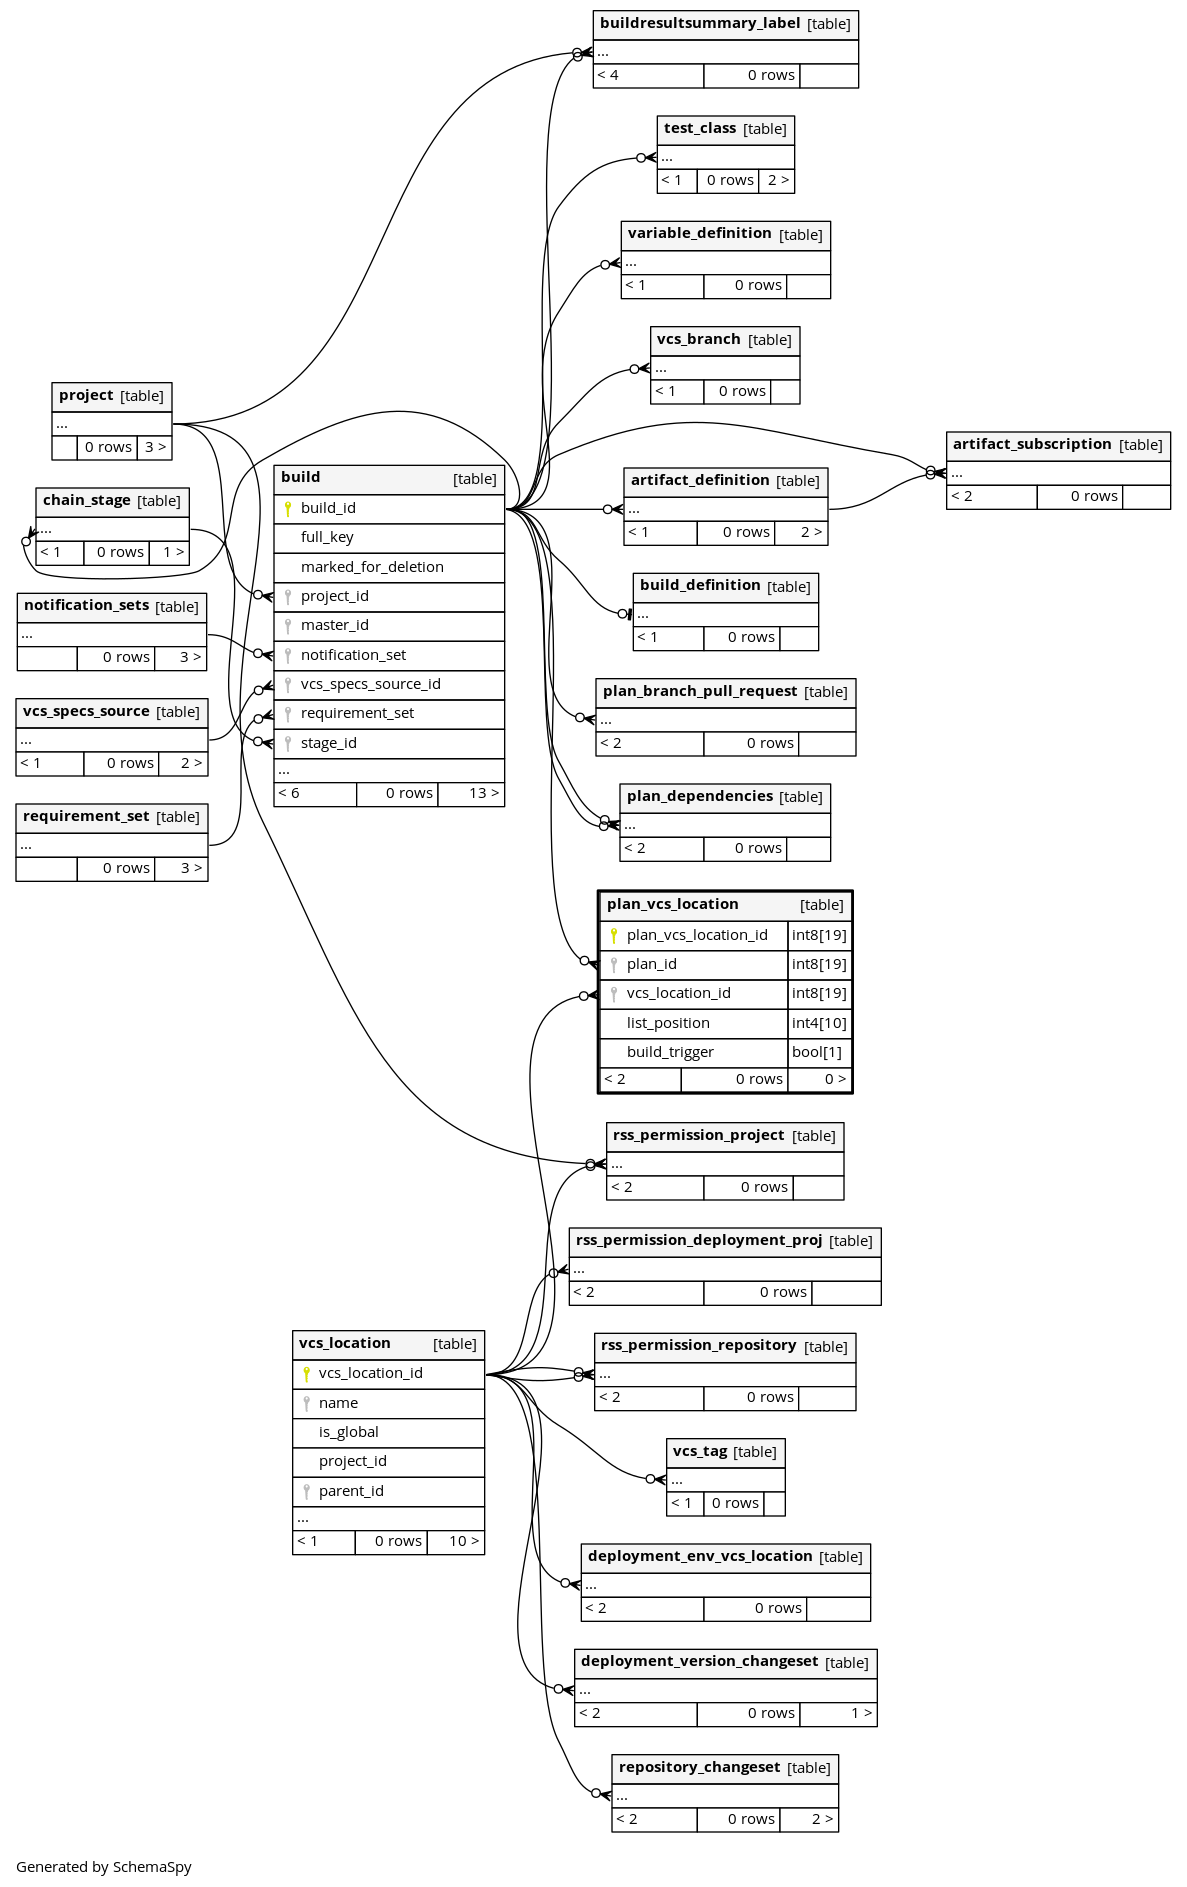 buildresultsummary_label [table]
...
< 4 0 rows
test_class [table]
...
< 1 0 rows 2 >
variable_definition [table]
...
< 1 0 rows
vcs_branch [table]
...
< 1 0 rows
project [table]
...
0 rows 3 >
artifact_subscription [table]
...
< 2 0 rows
build [table]
build_id
full_key
marked_for_deletion
project_id
master_id
notification_set
vcs_specs_source_id
requirement_set
stage_id
...
< 6 0 rows 13 >
artifact_definition [table]
...
< 1 0 rows 2 >
chain_stage [table]
...
< 1 0 rows 1 >
build_definition [table]
...
< 1 0 rows
notification_sets [table]
...
0 rows 3 >
plan_branch_pull_request [table]
...
< 2 0 rows
vcs_specs_source [table]
...
< 1 0 rows 2 >
plan_dependencies [table]
...
< 2 0 rows
requirement_set [table]
...
0 rows 3 >
plan_vcs_location [table]
plan_vcs_location_id int8[19]
plan_id int8[19]
vcs_location_id int8[19]
list_position int4[10]
build_trigger bool[1]
< 2 0 rows 0 >
rss_permission_project [table]
...
< 2 0 rows
rss_permission_deployment_proj [table]
...
< 2 0 rows
vcs_location [table]
vcs_location_id
name
is_global
project_id
parent_id
...
< 1 0 rows 10 >
rss_permission_repository [table]
...
< 2 0 rows
vcs_tag [table]
...
< 1 0 rows
deployment_env_vcs_location [table]
...
< 2 0 rows
deployment_version_changeset [table]
...
< 2 0 rows 1 >
repository_changeset [table]
...
< 2 0 rows 2 >
Generated by SchemaSpy